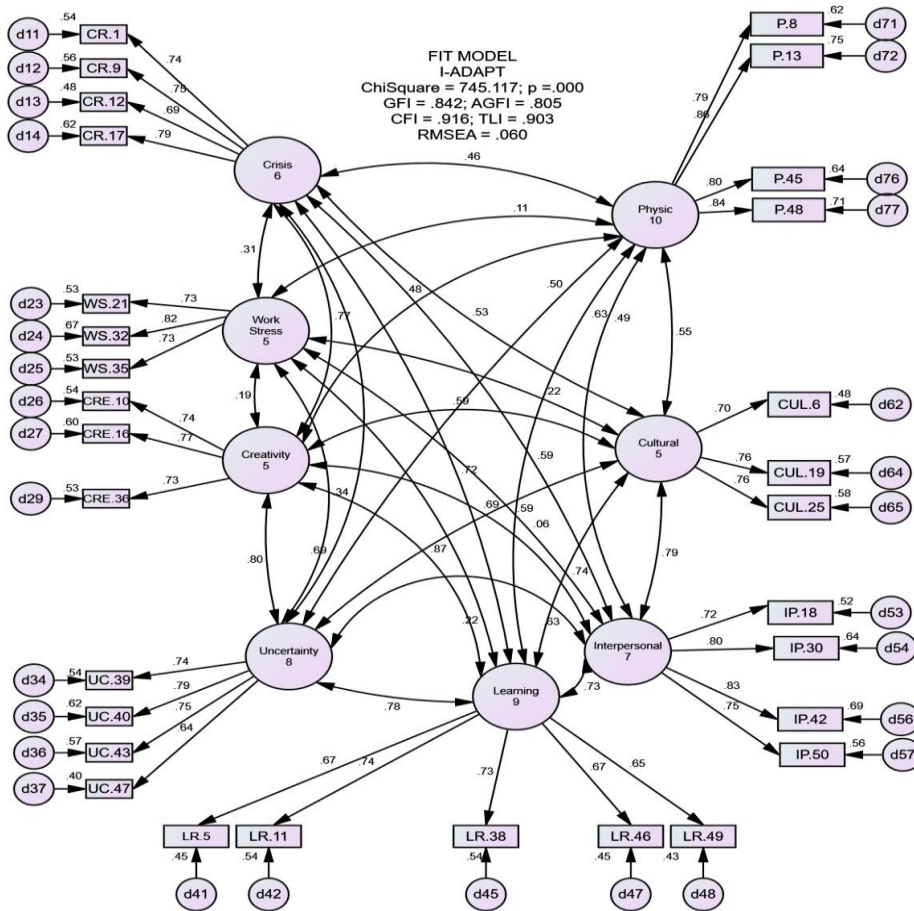 FIT MODEL
I-ADAPT
ChiSquare = 745.117; p =.000
GFI = .842; AGFI = .805
CFI = .916; TLI = .903
RMSEA = .060
d11 .54 CR.1 .74
d12 .56 CR.9 .75
d13 .48 CR.12 .69
d14 .62 CR.17 .79
Crisis
6
.79 P.8 .62 d71
.86 P.13 .75 d72
.80 P.45 .64 d76
.84 P.48 .71 d77
Physic
10
.46
.11
.31
.77
.48
.50
.53
.63
.49
.55
d23 .53 WS.21 .73
d24 .67 WS.32 .82
d25 .53 WS.35 .73
Work
Stress
5
.19
.22
.59
d26 .54 CRE.10 .74
d27 .60 CRE.16 .77
d29 .53 CRE.36 .73
Creativity
5
.70 CUL.6 .48 d62
.76 CUL.19 .57 d64
.76 CUL.25 .58 d65
Cultural
5
.72
.59
.34
.69
.59
.06
.80
.69
.87
.74
.79
.22
.63
d34 .54 UC.39 .74
d35 .62 UC.40 .79
d36 .57 UC.43 .75
d37 .40 UC.47 .64
Uncertainty
8
.72 IP.18 .52 d53
.80 IP.30 .64 d54
.83 IP.42 .69 d56
.75 IP.50 .56 d57
Interpersonal
7
.78
.73
Learning
9
.67 .74 .73 .67 .65
LR.5 LR.11 LR.38 LR.46 LR.49
.45 .54 .54 .45 .43
d41 d42 d45 d47 d48